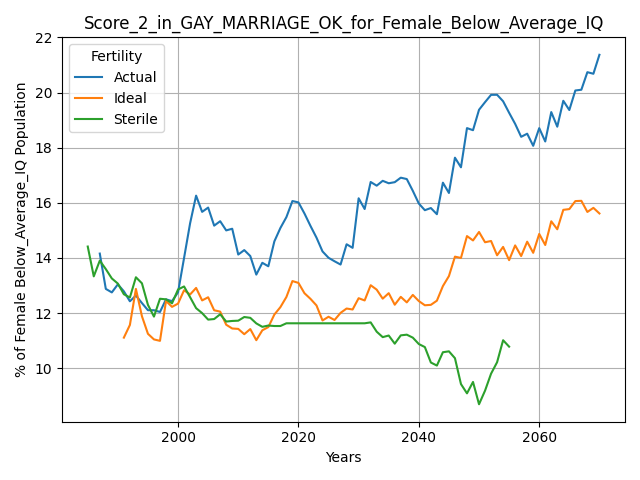 Score_2_in_GAY_MARRIAGE_OK_for_Female_Below_Average_IQ
Fertility
Actual
Ideal
Sterile
% of Female Below_Average_IQ Population
22
20
18
16
14
12
10
2000 2020 2040 2060
Years